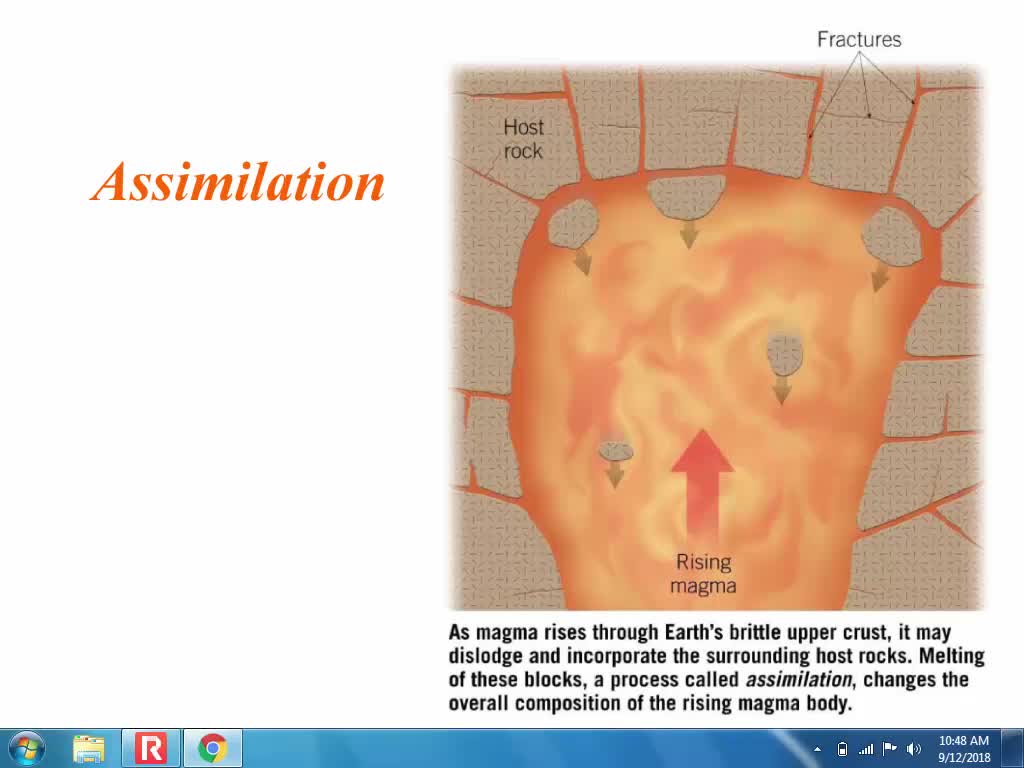 Fractures
Host
rock
Assimilation
Rising
magma
As magma rises through Earth's brittle upper crust, it may
dislodge and incorporate the surrounding host rocks. Melting
of these blocks, a process called assimilation, changes the
overall composition of the rising magma body.
R
10:48 AM
9/12/2018